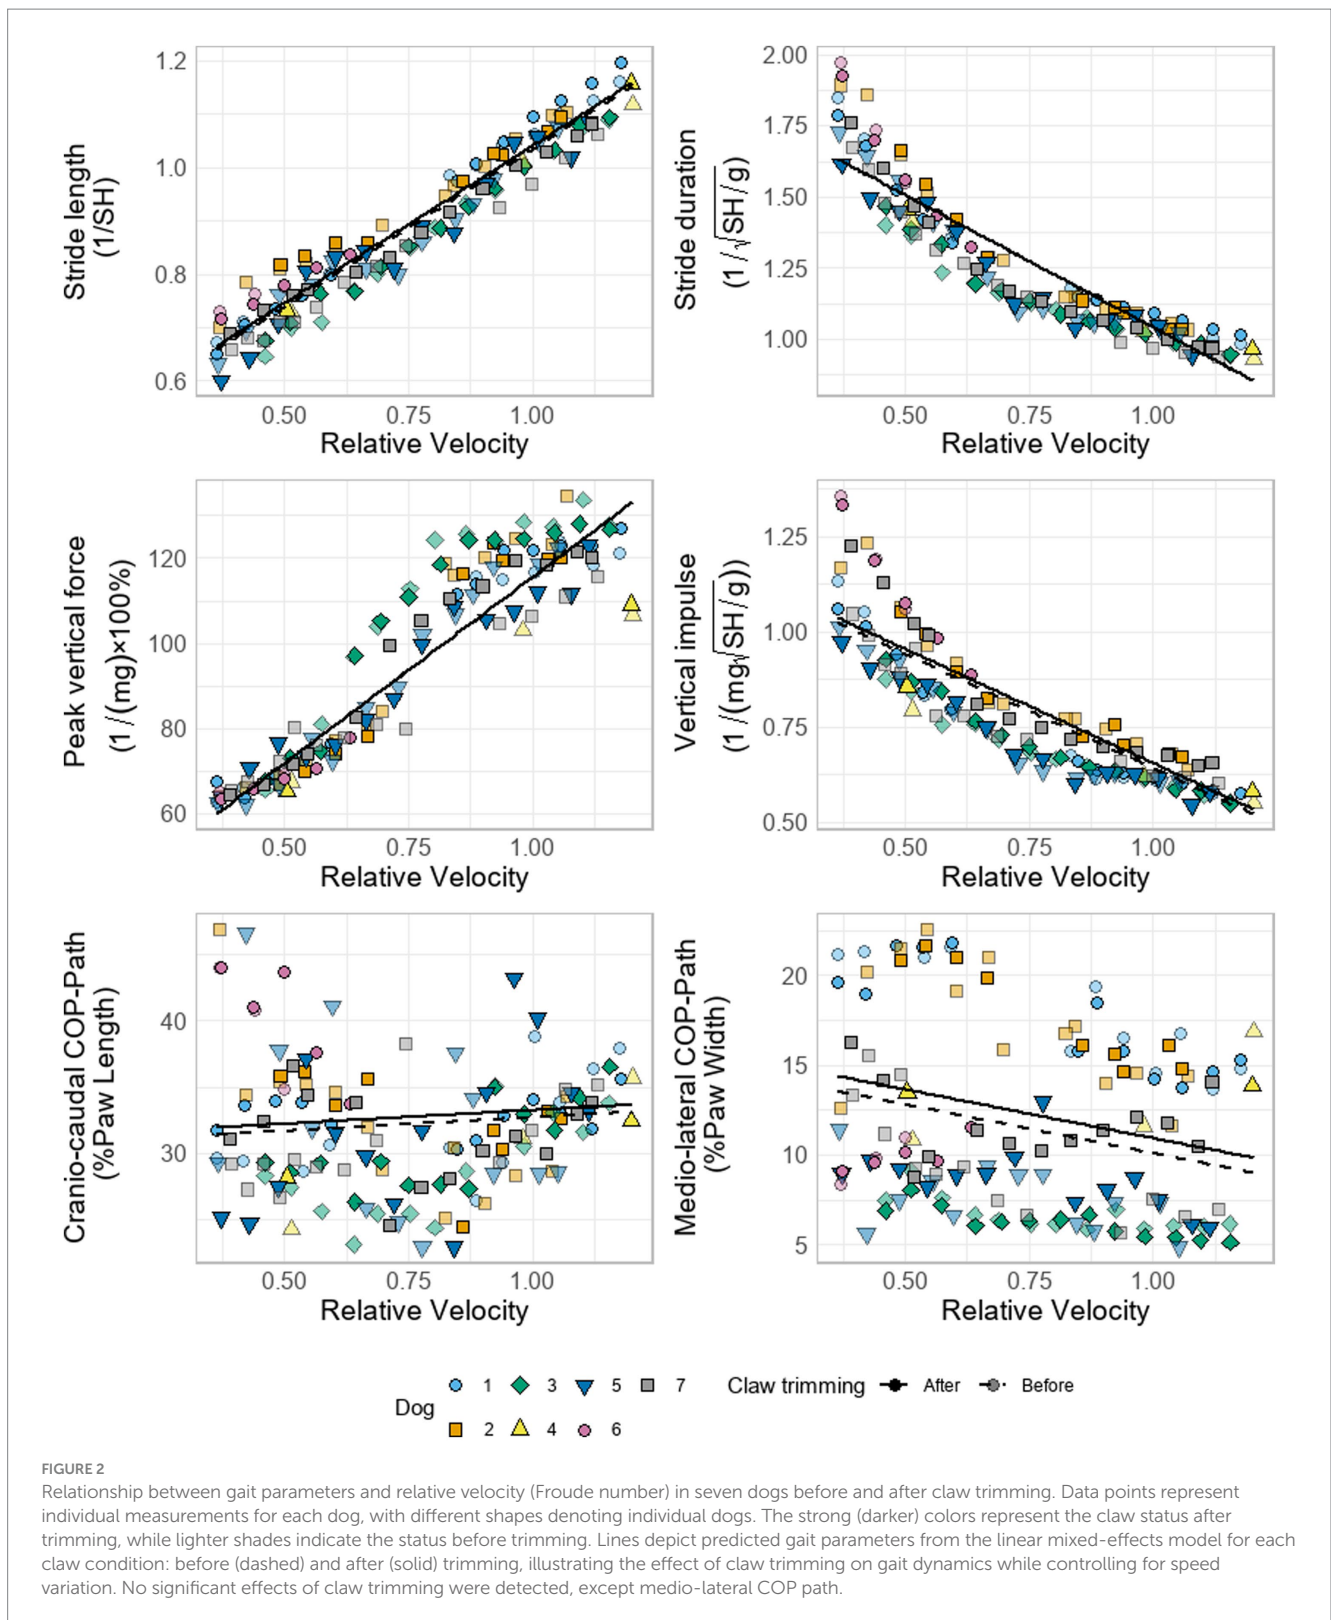 1.2
1.0
0.8
0.6
Stride length
(1/SH)
0.50 0.75 1.00
Relative Velocity
2.00
1.75
1.50
1.25
1.00
Stride duration
(1 /√SH/g)
0.50 0.75 1.00
Relative Velocity
120
100
80
60
Peak vertical force
(1 /(mg)×100%)
0.50 0.75 1.00
Relative Velocity
1.25
1.00
0.75
0.50
Vertical impulse
(1 /(mg√SH/g))
0.50 0.75 1.00
Relative Velocity
40
30
Cranio-caudal COP-Path
(%Paw Length)
0.50 0.75 1.00
Relative Velocity
20
15
10
5
Medio-lateral COP-Path
(%Paw Width)
0.50 0.75 1.00
Relative Velocity
Dog
1 3 5 7
2 4 6
Claw trimming After Before
FIGURE 2
Relationship between gait parameters and relative velocity (Froude number) in seven dogs before and after claw trimming. Data points represent
individual measurements for each dog, with different shapes denoting individual dogs. The strong (darker) colors represent the claw status after
trimming, while lighter shades indicate the status before trimming. Lines depict predicted gait parameters from the linear mixed-effects model for each
claw condition: before (dashed) and after (solid) trimming, illustrating the effect of claw trimming on gait dynamics while controlling for speed
variation. No significant effects of claw trimming were detected, except medio-lateral COP path.